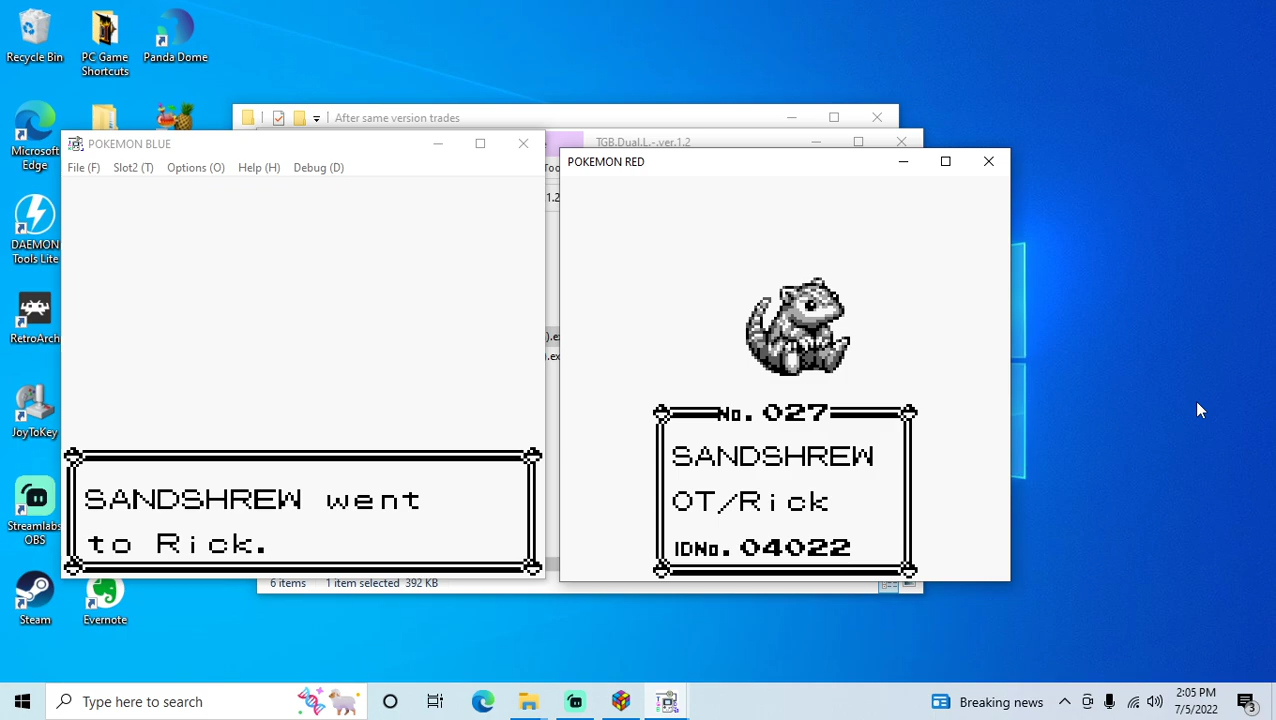 Recycle Bin
PC Game
Shortcuts
Panda Dome
Microsoft
Edge
DAEMON
Tools Lite
RetroArch
JoyToKey
Streamlabs
OBS
Steam
Evernote
After same version trades
TGB.Dual.L.-.ver.1.2
POKEMON BLUE
File (F)
Slot2 (T)
Options (O)
Help (H)
Debug (D)
SANDSHREW went
to Rick.
POKEMON RED
No. 027
SANDSHREW
OT/Rick
IDNo. 04022
6 items
1 item selected 392 KB
Type here to search
Breaking news
2:05 PM
7/5/2022
3